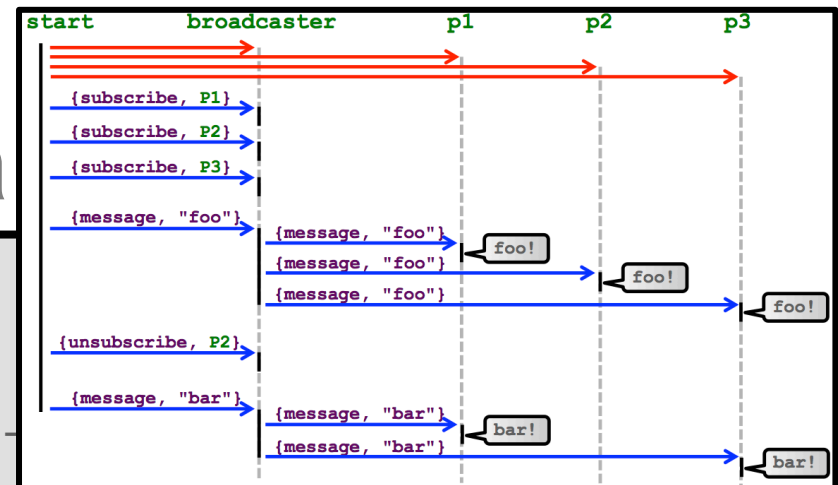 start broadcaster p1 p2 p3
{subscribe, P1}
{subscribe, P2}
{subscribe, P3}
{message, "foo"}
{message, "foo"}
foo!
{message, "foo"}
foo!
{message, "foo"}
foo!
{unsubscribe, P2}
{message, "bar"}
{message, "bar"}
bar!
{message, "bar"}
bar!